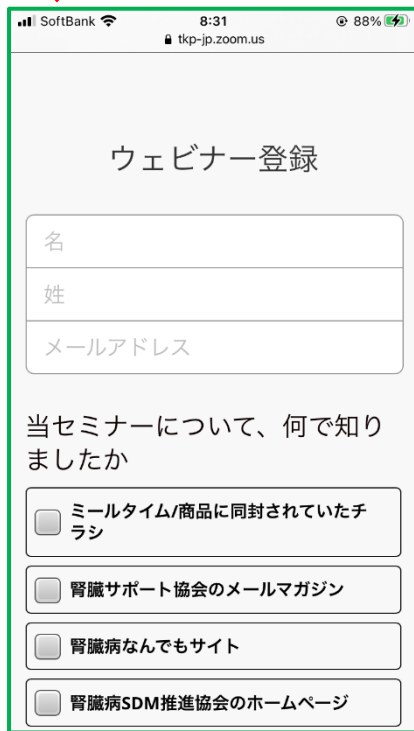 SoftBank 8:31 88%
tkp-jp.zoom.us
ウェビナー登録
名
姓
メールアドレス
当セミナーについて、何で知り
ましたか
ミールタイム/商品に同封されていたチ
ラシ
腎臓サポート協会のメールマガジン
腎臓病なんでもサイト
腎臓病SDM推進協会のホームページ